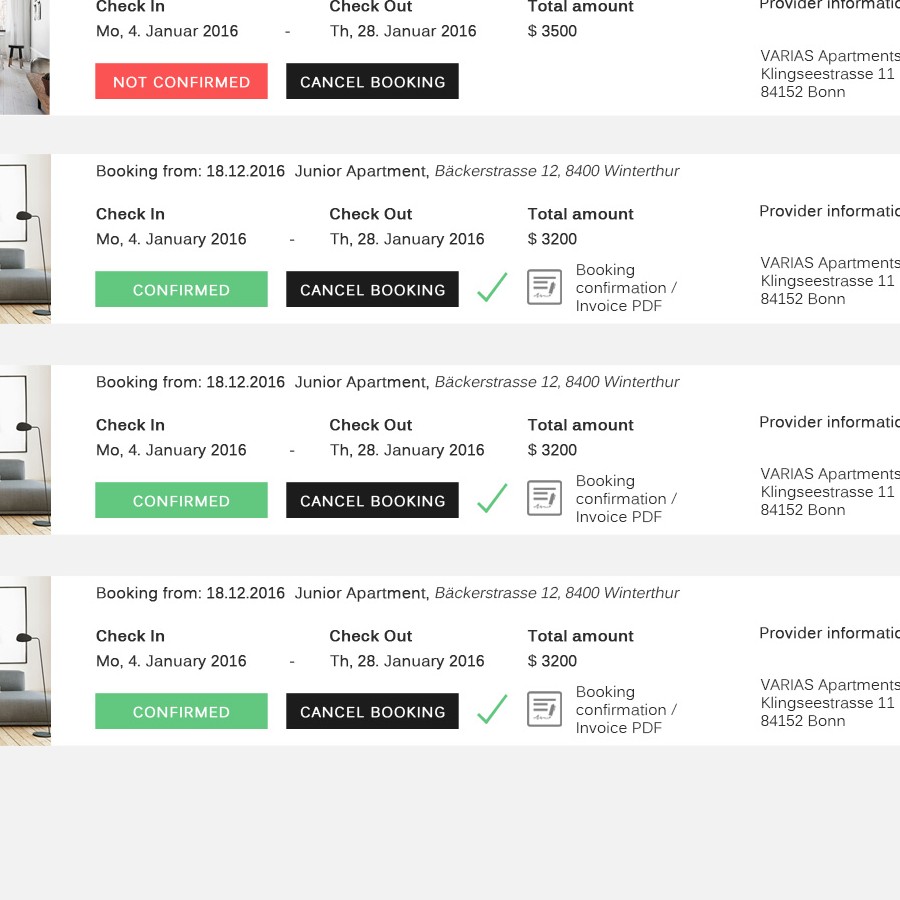 Check In Check Out Total amount
Mo, 4. Januar 2016 - Th, 28. Januar 2016 $ 3500
NOT CONFIRMED CANCEL BOOKING
Provider informatio
VARIAS Apartments
Klingseestrasse 11
84152 Bonn
Booking from: 18.12.2016 Junior Apartment, Bäckerstrasse 12, 8400 Winterthur
Check In Check Out Total amount
Mo, 4. January 2016 - Th, 28. January 2016 $ 3200
CONFIRMED CANCEL BOOKING
Booking
confirmation /
Invoice PDF
Provider informatio
VARIAS Apartments
Klingseestrasse 11
84152 Bonn
Booking from: 18.12.2016 Junior Apartment, Bäckerstrasse 12, 8400 Winterthur
Check In Check Out Total amount
Mo, 4. January 2016 - Th, 28. January 2016 $ 3200
CONFIRMED CANCEL BOOKING
Booking
confirmation /
Invoice PDF
Provider informatio
VARIAS Apartments
Klingseestrasse 11
84152 Bonn
Booking from: 18.12.2016 Junior Apartment, Bäckerstrasse 12, 8400 Winterthur
Check In Check Out Total amount
Mo, 4. January 2016 - Th, 28. January 2016 $ 3200
CONFIRMED CANCEL BOOKING
Booking
confirmation /
Invoice PDF
Provider informatio
VARIAS Apartments
Klingseestrasse 11
84152 Bonn